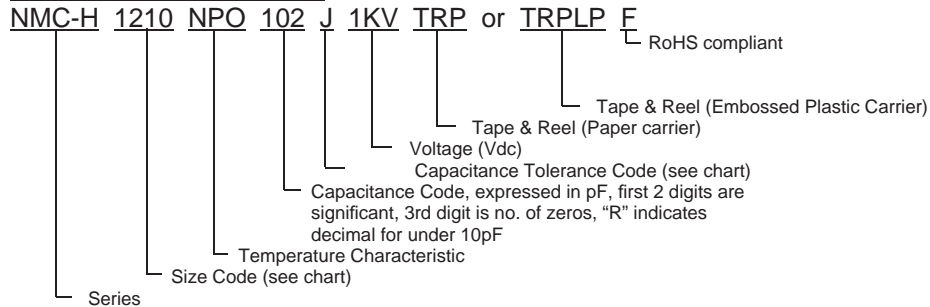 NMC-H 1210 NPO 102 J 1KV TRP or TRPLP F
RoHS compliant
Tape & Reel (Embossed Plastic Carrier)
Tape & Reel (Paper carrier)
Voltage (Vdc)
Capacitance Tolerance Code (see chart)
Capacitance Code, expressed in pF, first 2 digits are
significant, 3rd digit is no. of zeros, “R” indicates
decimal for under 10pF
Temperature Characteristic
Size Code (see chart)
Series